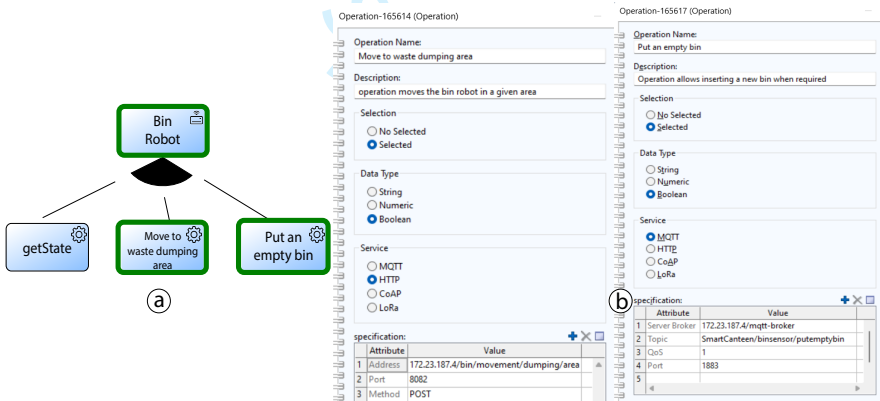 Bin
Robot
getState
Move to
waste dumping
area
Put an
empty bin
a
Operation-165614 (Operation)
Operation Name:
Move to waste dumping area
Description:
operation moves the bin robot in a given area
Selection
No Selected
Selected
Data Type
String
Numeric
Boolean
Service
MQTT
HTTP
CoAP
LoRa
specification:
Attribute Value
1 Address 172.23.187.4/bin/movement/dumping/area
2 Port 8082
3 Method POST
b
Operation-165617 (Operation)
Operation Name:
Put an empty bin
Description:
Operation allows inserting a new bin when required
Selection
No Selected
Selected
Data Type
String
Numeric
Boolean
Service
MQTT
HTTP
CoAP
LoRa
specification:
Attribute Value
1 Server Broker 172.23.187.4/mqtt-broker
2 Topic SmartCanteen/binsensor/putemptybin
3 QoS 1
4 Port 1883
5